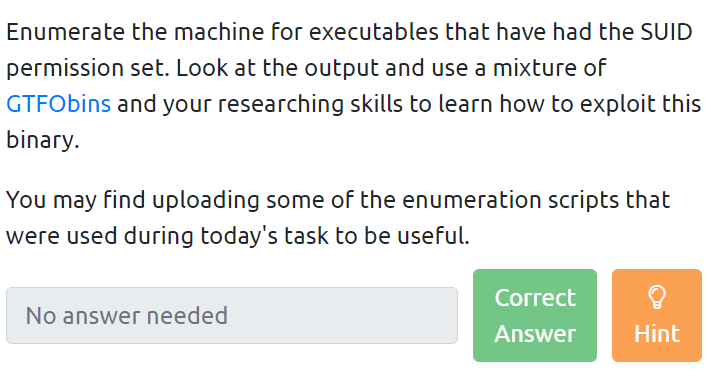 Enumerate the machine for executables that have had the SUID
permission set. Look at the output and use a mixture of
GTFObins and your researching skills to learn how to exploit this
binary.
You may find uploading some of the enumeration scripts that
were used during today's task to be useful.
No answer needed
Correct
Answer
Hint